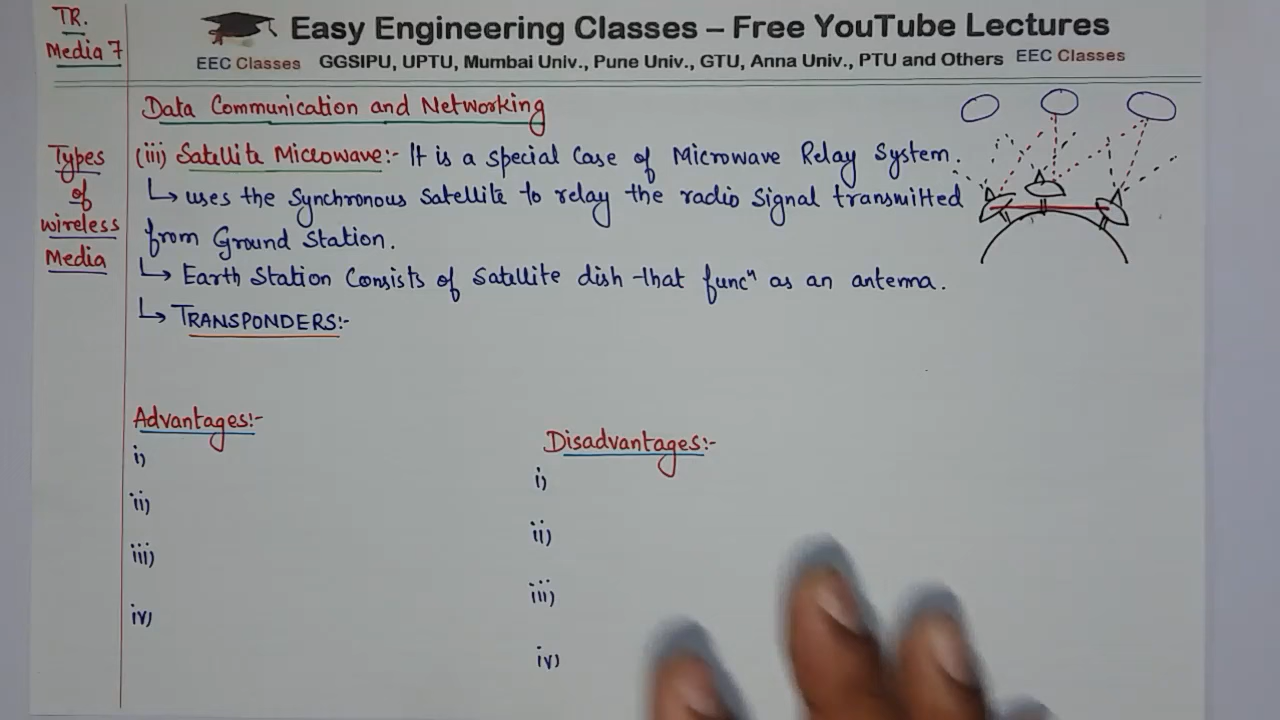 TR.
Media 7
Easy Engineering Classes – Free YouTube Lectures
EEC Classes GGSIPU, UPTU, Mumbai Univ., Pune Univ., GTU, Anna Univ., PTU and Others EEC Classes
Data Communication and Networking
Types
of
wireless
Media
(iii) Satellite Microwave:- It is a special Case of Microwave Relay System.
↳ uses the Synchronous Satellite to relay the radio Signal transmitted
from Ground Station.
↳ Earth Station Consists of Satellite dish that funcⁿ as an antenna.
↳ TRANSPONDERS:-
Advantages:-
i)
ii)
iii)
iv)
Disadvantages:-
i)
ii)
iii)
iv)